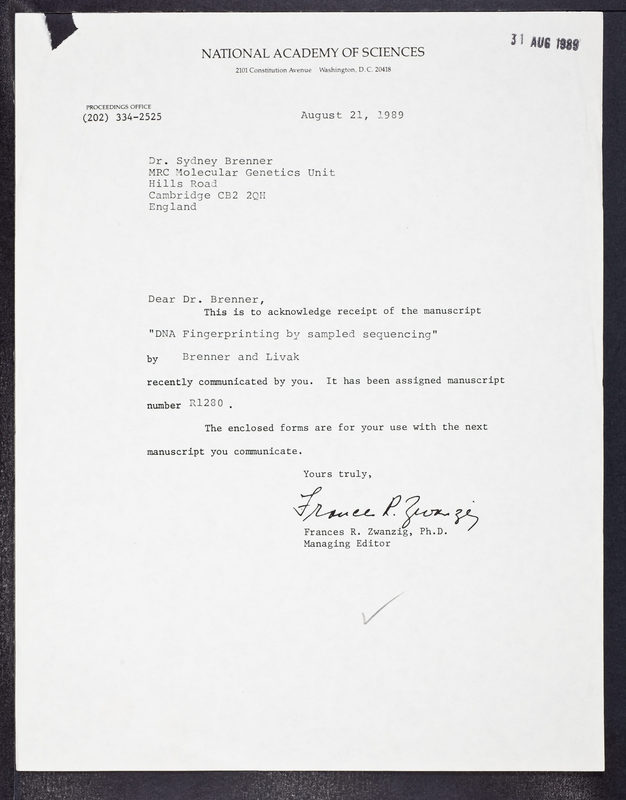 31 AUG 1989
NATIONAL ACADEMY OF SCIENCES
2101 Constitution Avenue Washington, D. C. 20418
PROCEEDINGS OFFICE
(202) 334-2525
August 21, 1989
Dr. Sydney Brenner
MRC Molecular Genetics Unit
Hills Road
Cambridge CB2 2QH
England
Dear Dr. Brenner,
This is to acknowledge receipt of the manuscript
"DNA Fingerprinting by sampled sequencing"
by Brenner and Livak
recently communicated by you. It has been assigned manuscript
number R1280 .
The enclosed forms are for your use with the next
manuscript you communicate.
Yours truly,
Frances R. Zwanzig
Frances R. Zwanzig, Ph.D.
Managing Editor